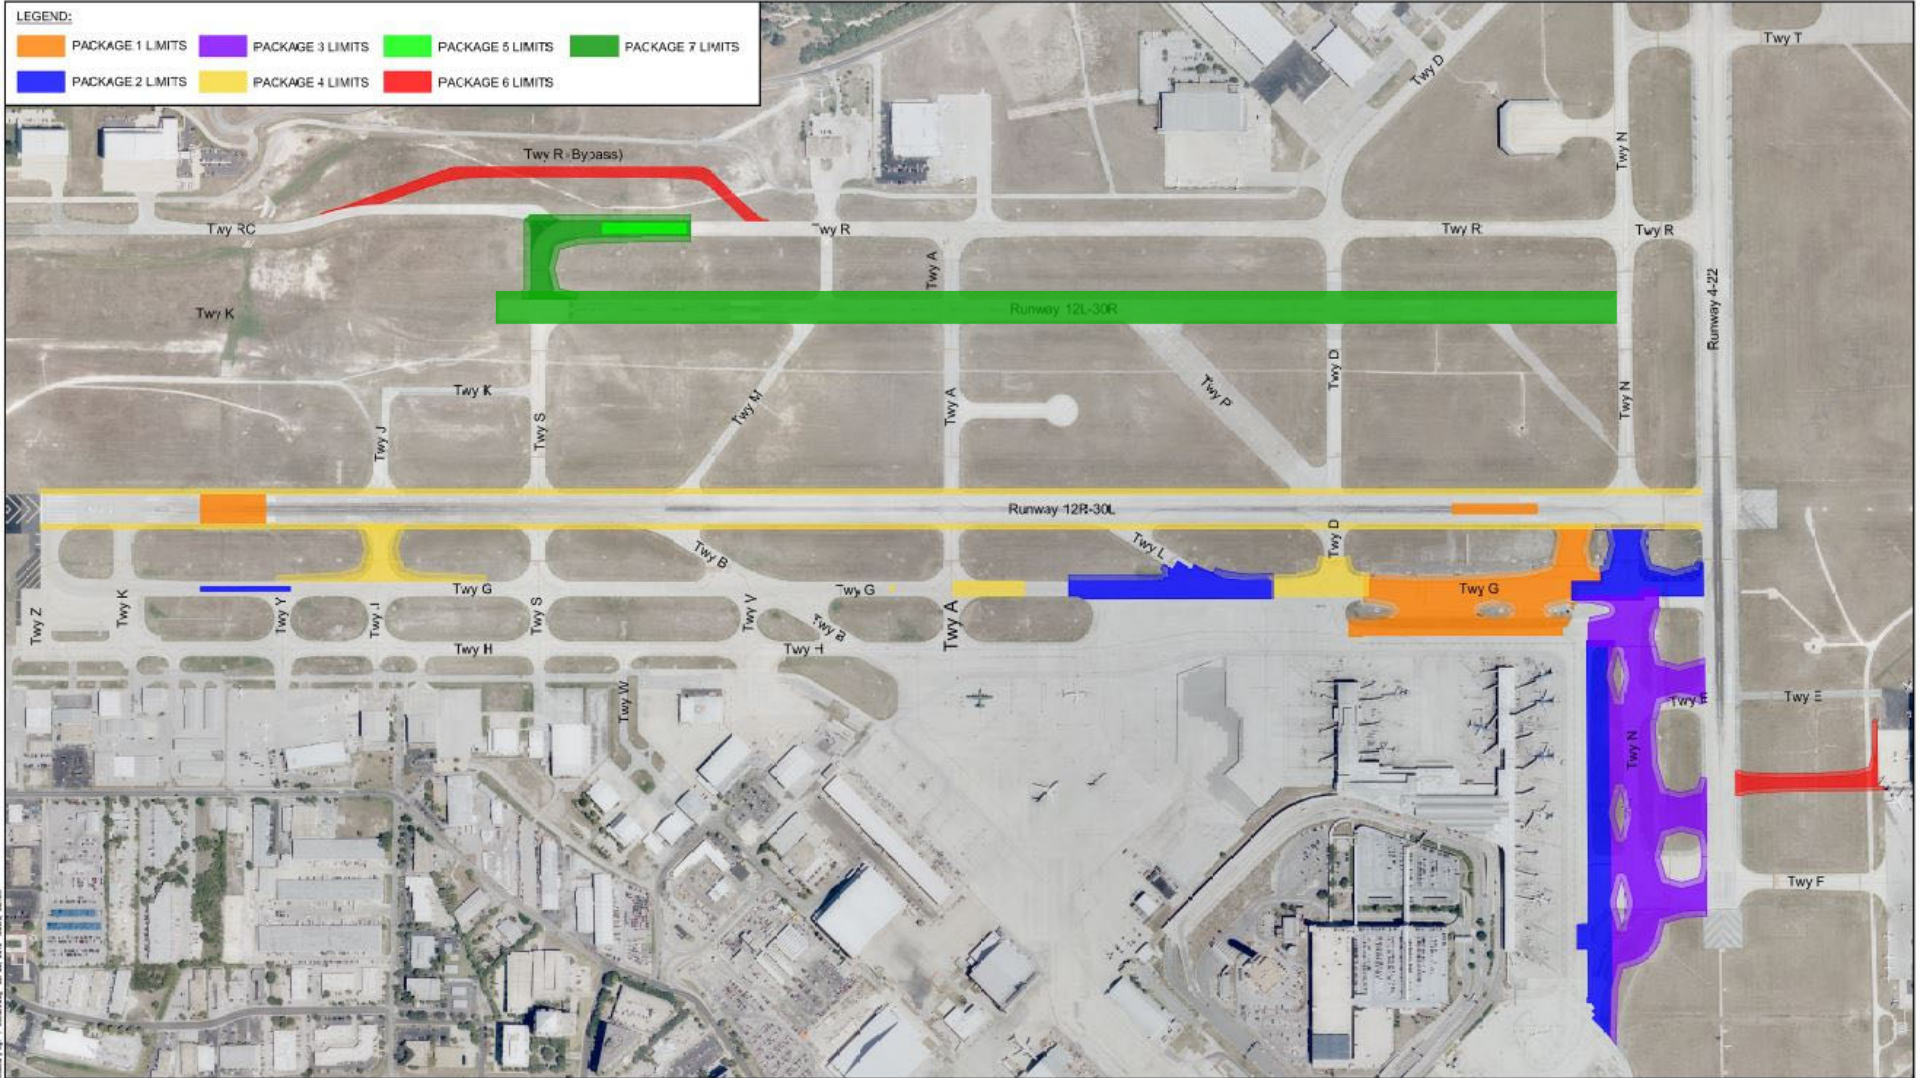 LEGEND:
PACKAGE 1 LIMITS
PACKAGE 3 LIMITS
PACKAGE 5 LIMITS
PACKAGE 7 LIMITS
PACKAGE 2 LIMITS
PACKAGE 4 LIMITS
PACKAGE 6 LIMITS
Twy T
Twy D
Twy N
Twy R Bypass)
Twy RC
Twy R
Twy R
Twy R
Twy A
Twy K
Runway 12L-30R
Runway 4-22
Twy K
Twy J
Twy S
Twy M
Twy A
Twy P
Twy D
Twy N
Runway 12R-30L
Twy B
Twy L
Twy D
Twy G
Twy G
Twy G
Twy Z
Twy K
Twy Y
Twy J
Twy S
Twy V
Twy B
Twy A
Twy H
Twy H
Twy W
Twy E
Twy E
Twy N
Twy F